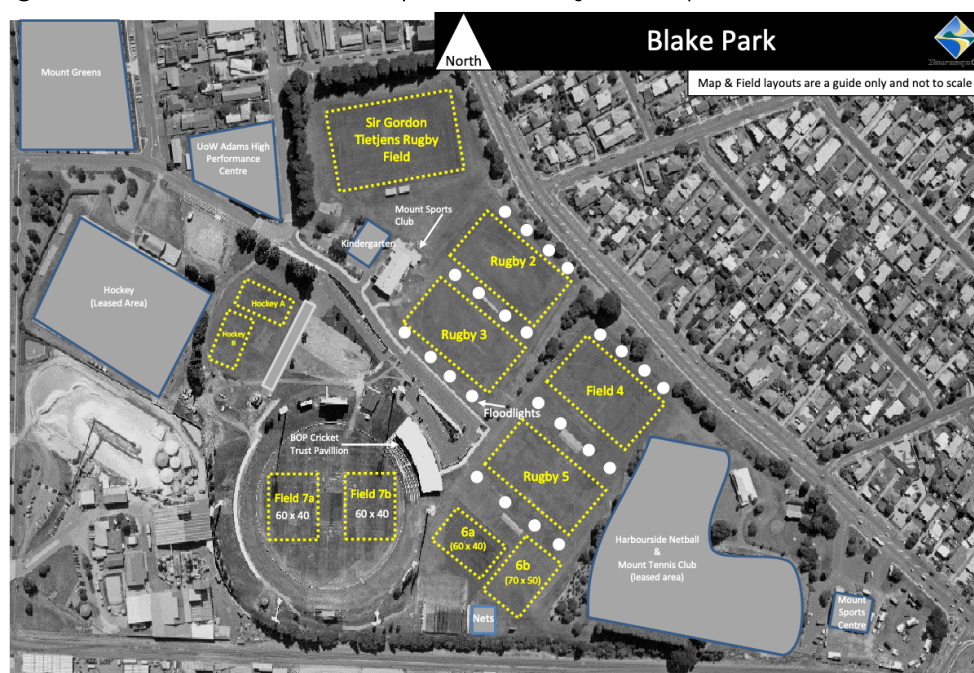 Blake Park
North
Map & Field layouts are a guide only and not to scale
Mount Greens
UoW Adams High
Performance
Centre
Sir Gordon
Tietjens Rugby
Field
Mount Sports
Club
Kindergarten
Rugby 2
Hockey
(Leased Area)
Hockey A
Hockey
B
Rugby 3
Field 4
Floodlights
BOP Cricket
Trust Pavillion
Field 7a
60 x 40
Field 7b
60 x 40
Rugby 5
6a
(60 x 40)
6b
(70 x 50)
Harbourside Netball
&
Mount Tennis Club
(leased area)
Nets
Mount
Sports
Centre